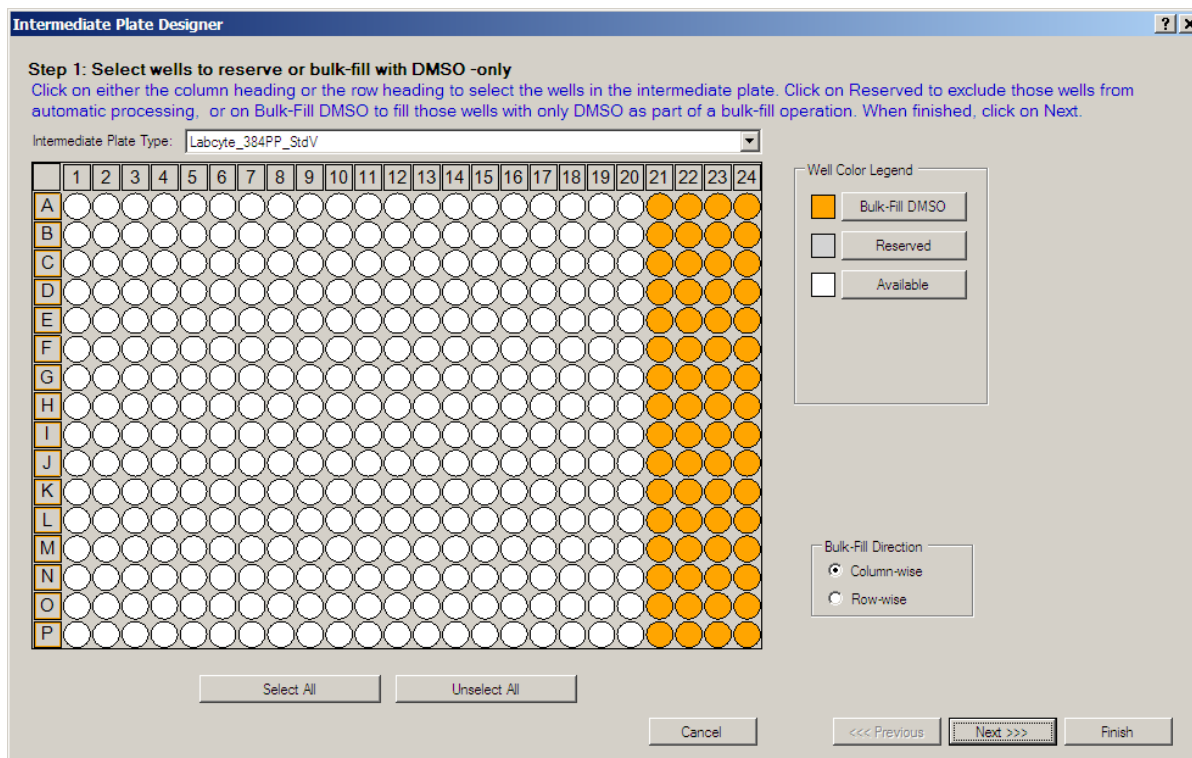 Intermediate Plate Designer
? X
Step 1: Select wells to reserve or bulk-fill with DMSO -only
Click on either the column heading or the row heading to select the wells in the intermediate plate. Click on Reserved to exclude those wells from
automatic processing, or on Bulk-Fill DMSO to fill those wells with only DMSO as part of a bulk-fill operation. When finished, click on Next.
Intermediate Plate Type: Labcyte_384PP_StdV
1 2 3 4 5 6 7 8 9 10 11 12 13 14 15 16 17 18 19 20 21 22 23 24
A
B
C
D
E
F
G
H
I
J
K
L
M
N
O
P
Well Color Legend
Bulk-Fill DMSO
Reserved
Available
Bulk-Fill Direction
Column-wise
Row-wise
Select All Unselect All
Cancel <<< Previous Next >>> Finish